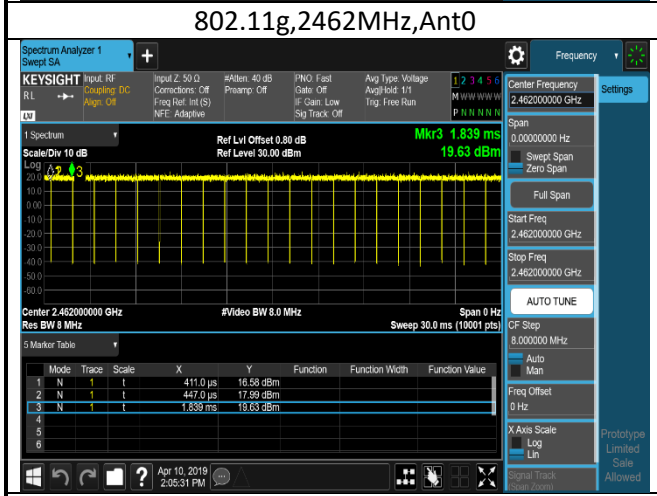 802.11g,2462MHz,Ant0
Spectrum Analyzer 1
Swept SA
+
Frequency
KEYSIGHT
RL
Input: RF
Coupling: DC
Align: Off
Input Z: 50 Ω
Corrections: Off
Freq Ref: Int (S)
NFE: Adaptive
#Atten: 40 dB
Preamp: Off
PNO: Fast
Gate: Off
IF Gain: Low
Sig Track: Off
Avg Type: Voltage
Avg|Hold: 1/1
Trig: Free Run
1 2 3 4 5 6
M W W W W W
P N N N N N
LXI
1 Spectrum
Scale/Div 10 dB
Ref Lvl Offset 0.80 dB
Ref Level 30.00 dBm
Mkr3 1.839 ms
19.63 dBm
Log
20.0
10.0
0.00
-10.0
-20.0
-30.0
-40.0
-50.0
-60.0
3
Center 2.462000000 GHz
Res BW 8 MHz
#Video BW 8.0 MHz
Span 0 Hz
Sweep 30.0 ms (10001 pts)
5 Marker Table
Mode Trace Scale X Y Function Function Width Function Value
1 N 1 t 411.0 µs 16.58 dBm
2 N 1 t 447.0 µs 17.99 dBm
3 N 1 t 1.839 ms 19.63 dBm
4
5
6
Apr 10, 2019
2:05:31 PM
Center Frequency
2.462000000 GHz
Settings
Span
0.00000000 Hz
Swept Span
Zero Span
Full Span
Start Freq
2.462000000 GHz
Stop Freq
2.462000000 GHz
AUTO TUNE
CF Step
8.000000 MHz
Auto
Man
Freq Offset
0 Hz
X Axis Scale
Log
Lin
Signal Track
(Span Zoom)
Prototype
Limited
Sale
Allowed